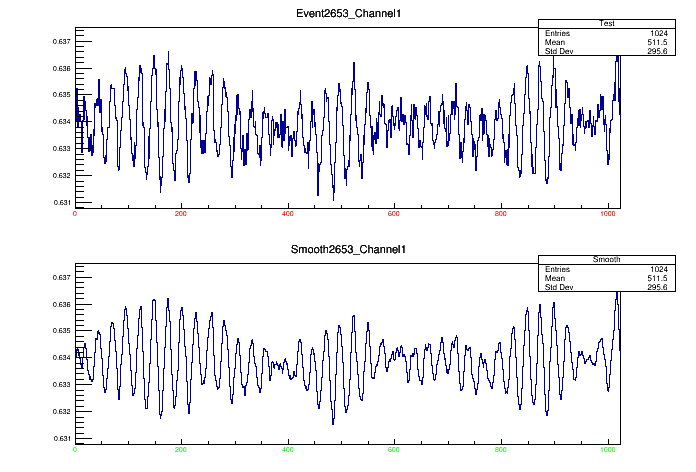 Event2653_Channel1
Test
Entries 1024
Mean 511.5
Std Dev 295.6
0.637
0.636
0.635
0.634
0.633
0.632
0.631
0 200 400 600 800 1000
Smooth2653_Channel1
Smooth
Entries 1024
Mean 511.5
Std Dev 295.6
0.637
0.636
0.635
0.634
0.633
0.632
0.631
0 200 400 600 800 1000